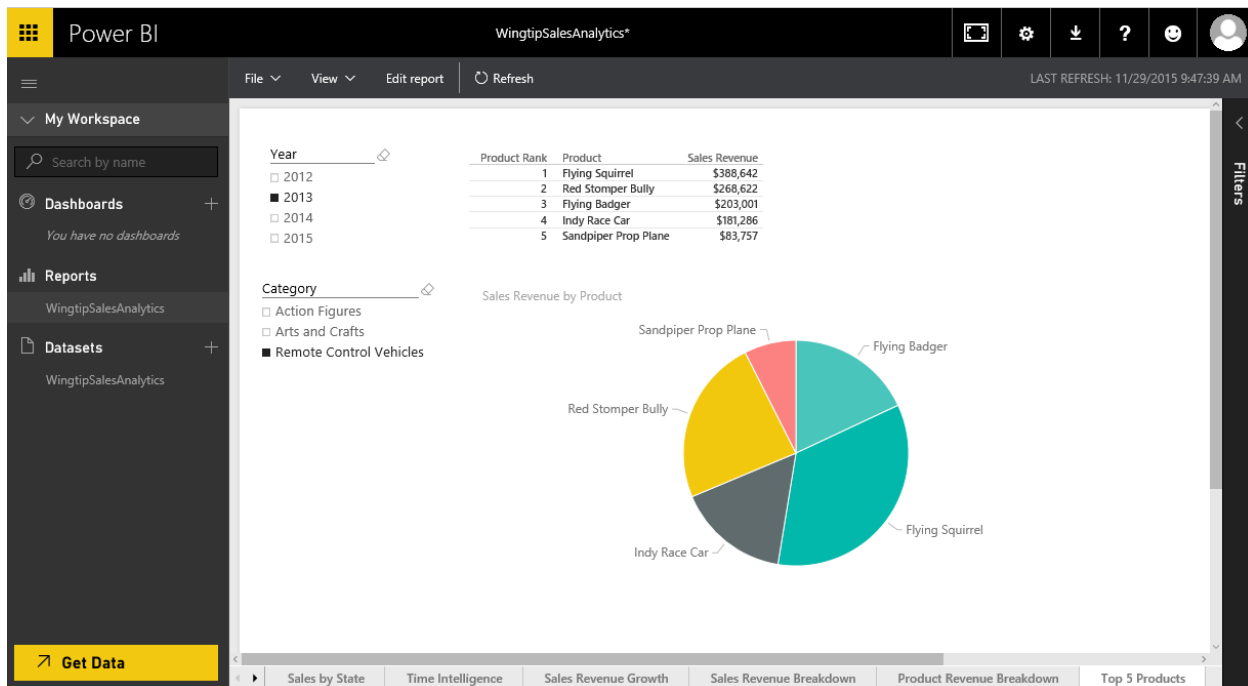 Power BI
WingtipSalesAnalytics*
?
File View Edit report Refresh
LAST REFRESH: 11/29/2015 9:47:39 AM
My Workspace
Search by name
Dashboards
You have no dashboards
Reports
WingtipSalesAnalytics
Datasets
WingtipSalesAnalytics
Get Data
Year
2012
2013
2014
2015
Category
Action Figures
Arts and Crafts
Remote Control Vehicles
Product Rank Product Sales Revenue
1 Flying Squirrel $388,642
2 Red Stomper Bully $268,622
3 Flying Badger $203,001
4 Indy Race Car $181,286
5 Sandpiper Prop Plane $83,757
Sales Revenue by Product
Sandpiper Prop Plane
Flying Badger
Red Stomper Bully
Flying Squirrel
Indy Race Car
Filters
Sales by State Time Intelligence Sales Revenue Growth Sales Revenue Breakdown Product Revenue Breakdown Top 5 Products